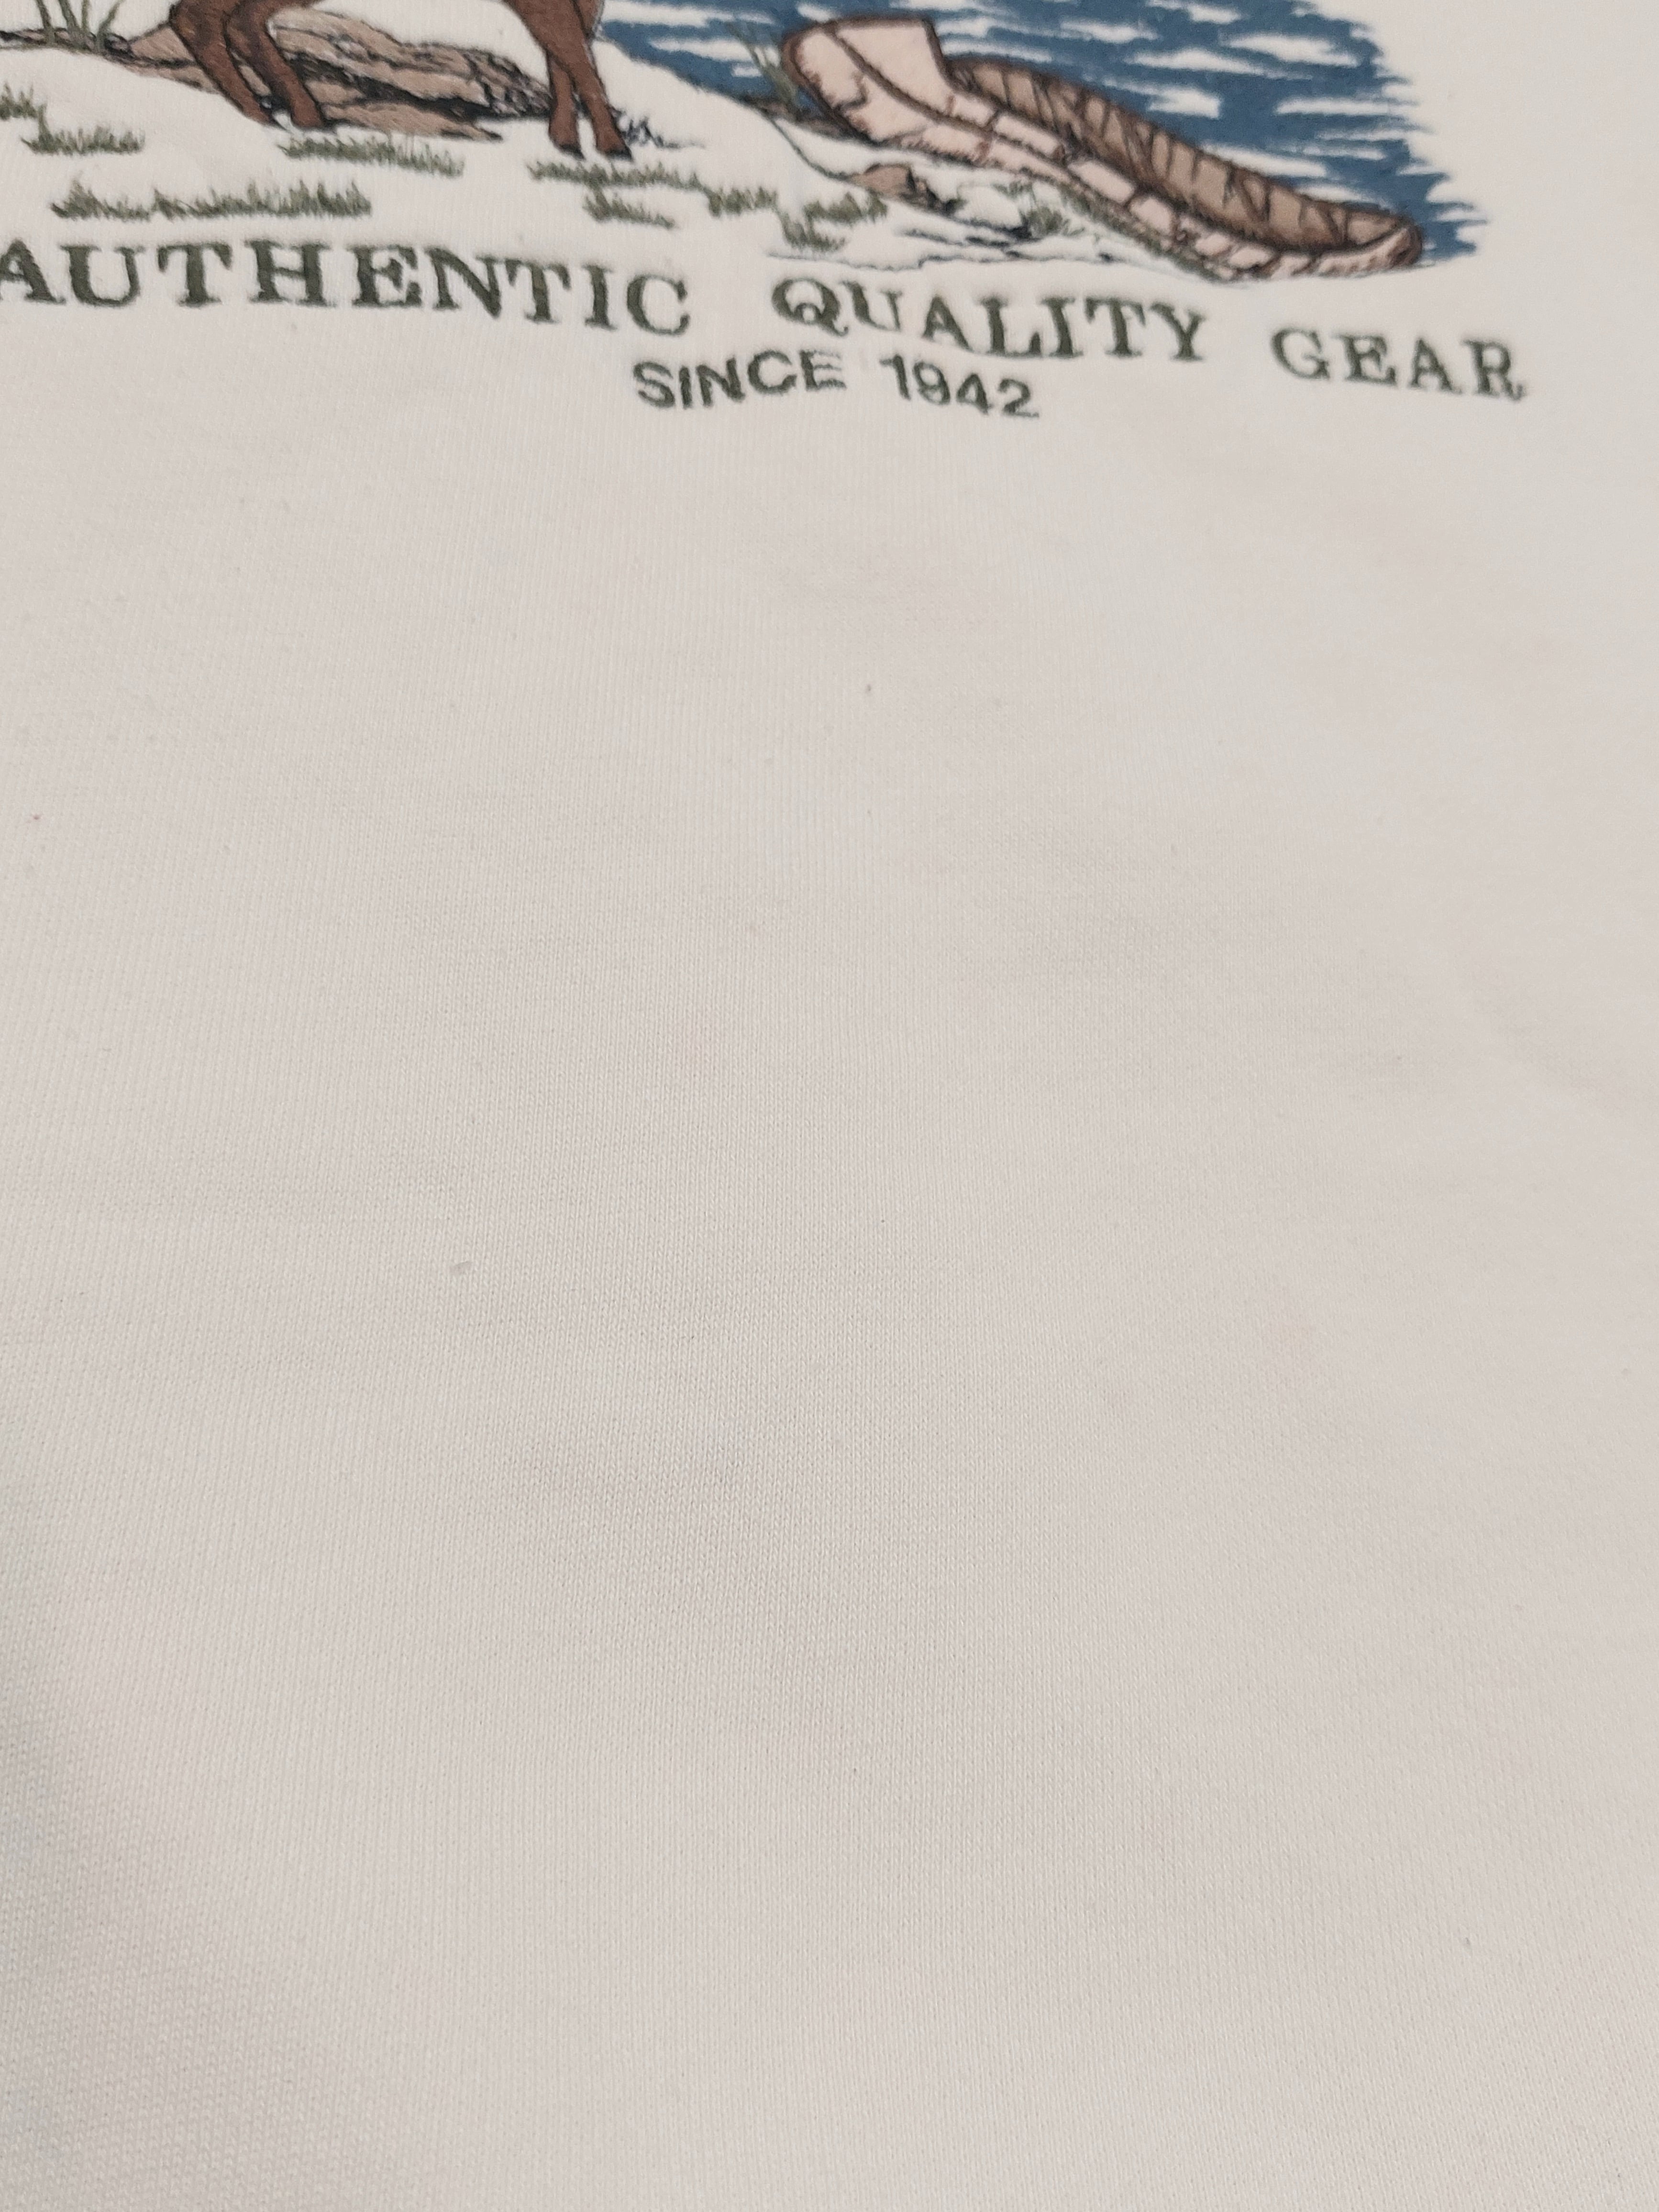 AUTHENTIC QUALITY GEAR
SINCE 1942